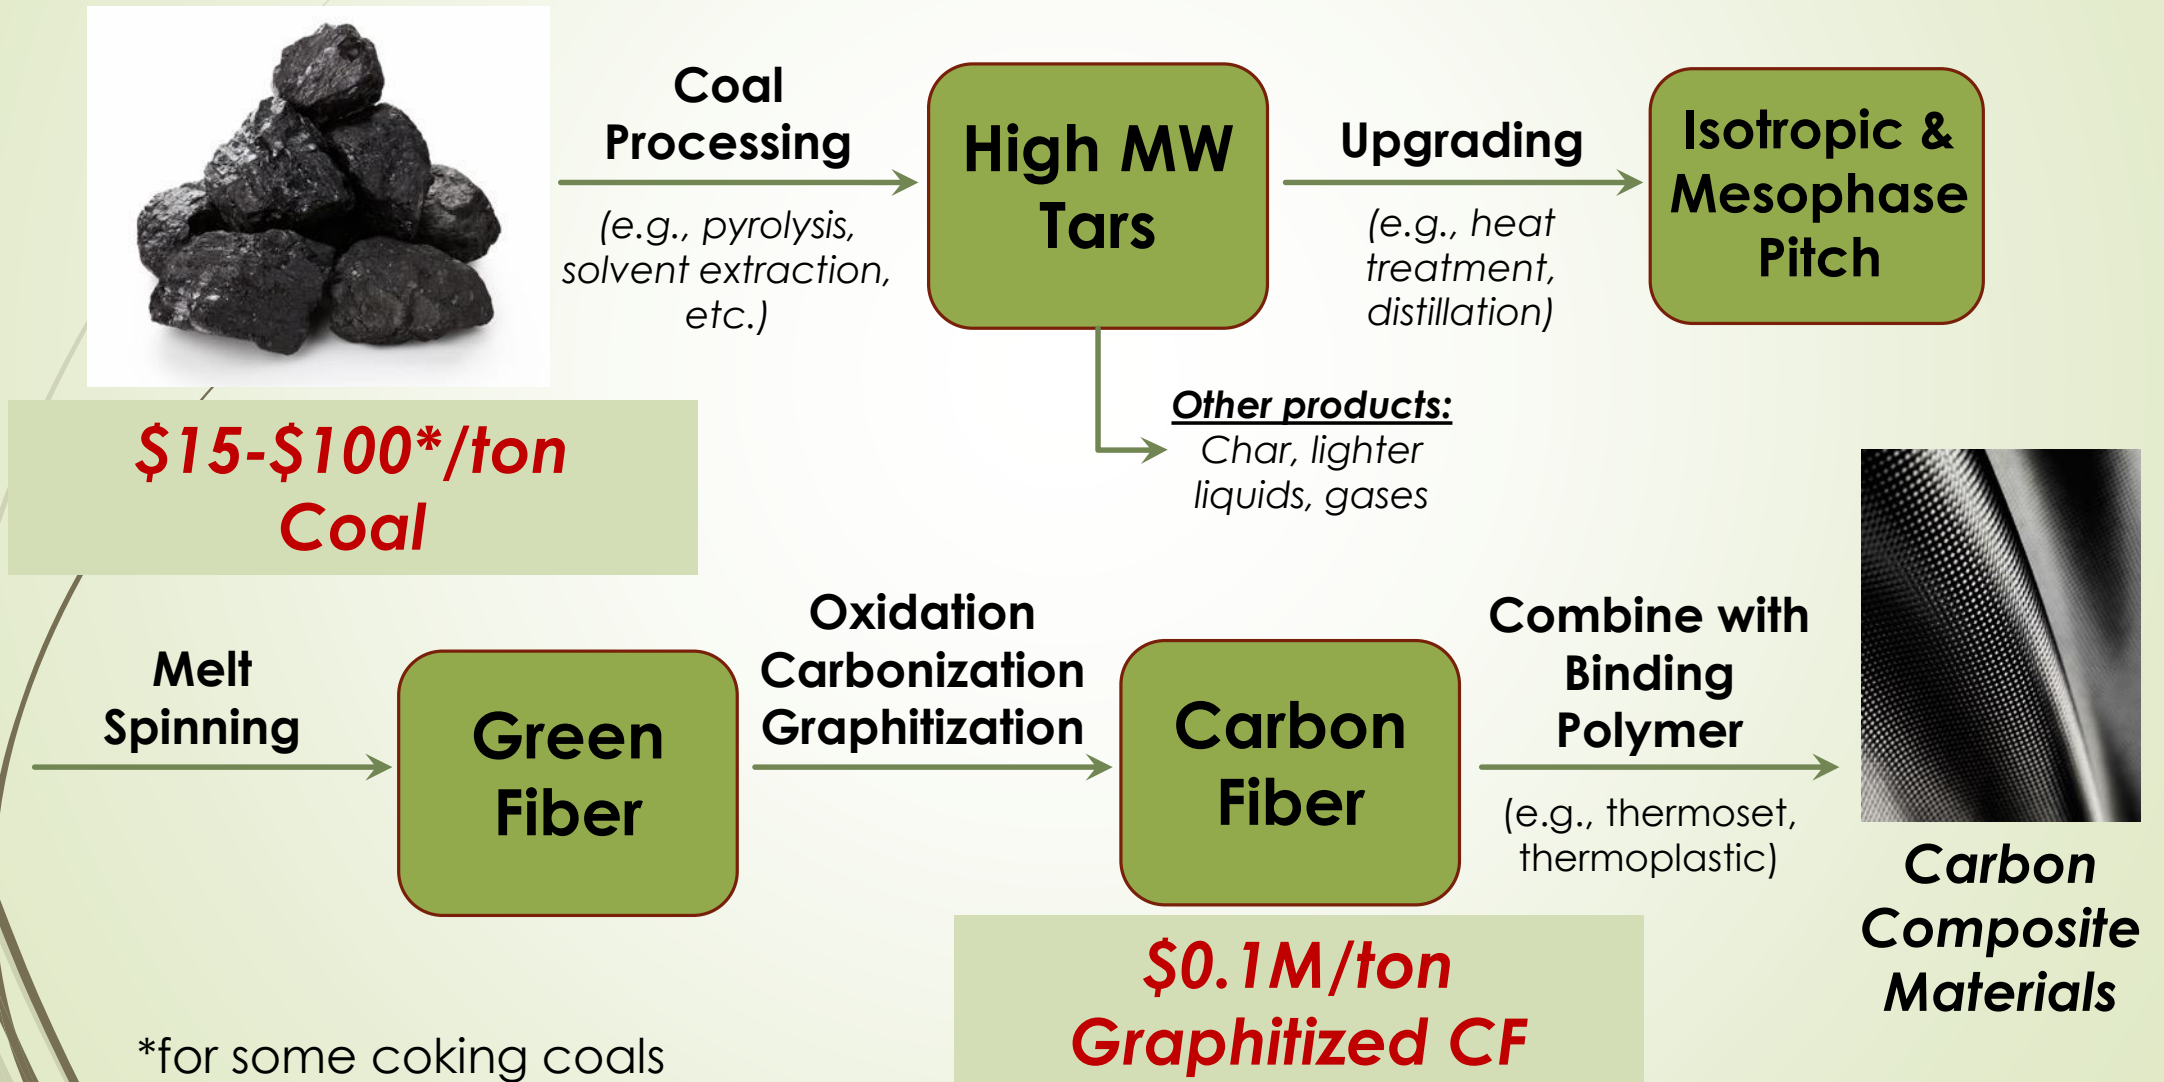 Coal
Processing
(e.g., pyrolysis,
solvent extraction,
etc.)
High MW
Tars
Upgrading
(e.g., heat
treatment,
distillation)
Isotropic &
Mesophase
Pitch
Other products:
Char, lighter
liquids, gases
$15-$100*/ton
Coal
Melt
Spinning
Green
Fiber
Oxidation
Carbonization
Graphitization
Carbon
Fiber
Combine with
Binding
Polymer
(e.g., thermoset,
thermoplastic)
Carbon
Composite
Materials
$0.1M/ton
Graphitized CF
*for some coking coals